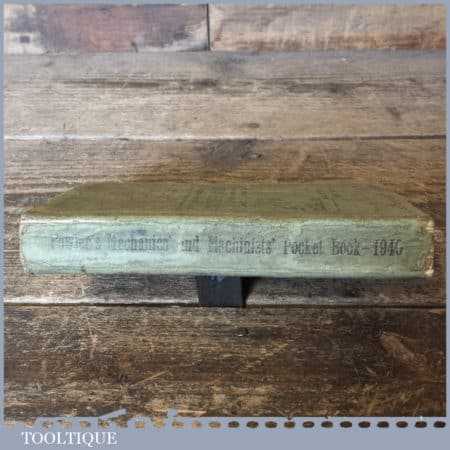 Fowler's Mechanics' and Machinists' Pocket Book—1940
TOOLTIQUE